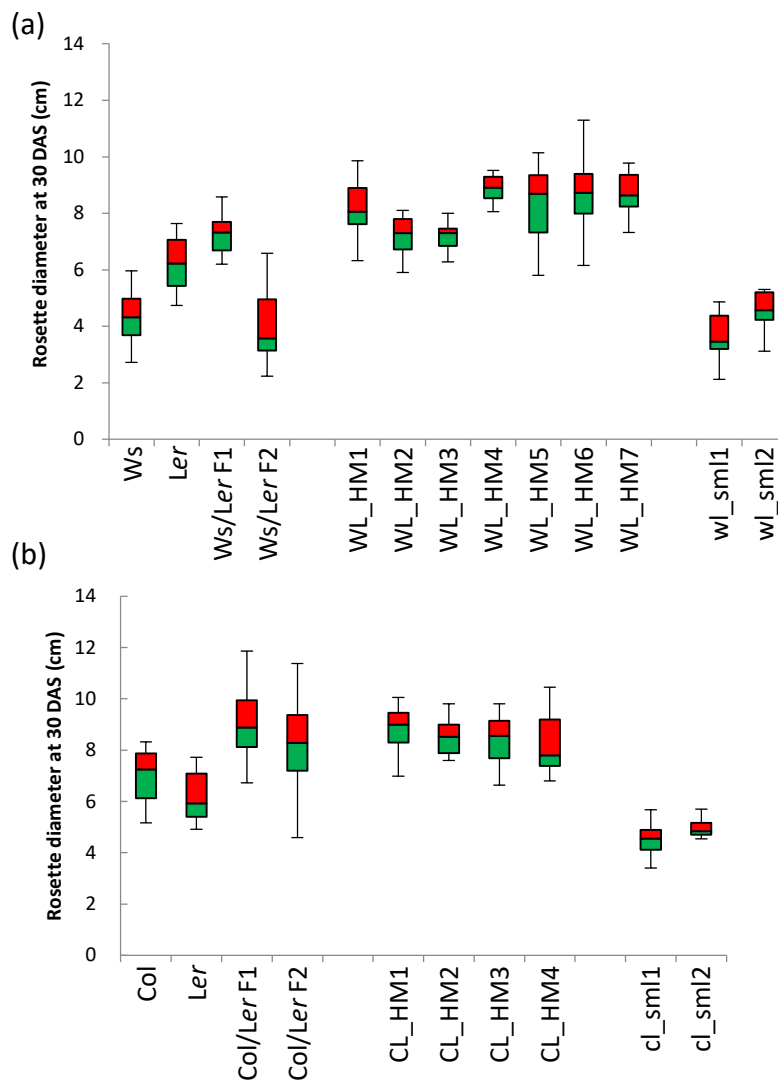 (a)
Rosette diameter at 30 DAS (cm)
14
12
10
8
6
4
2
0
Ws
Ler
Ws/Ler F1
Ws/Ler F2
WL_HM1
WL_HM2
WL_HM3
WL_HM4
WL_HM5
WL_HM6
WL_HM7
wl_sml1
wl_sml2
(b)
Rosette diameter at 30 DAS (cm)
14
12
10
8
6
4
2
0
Col
Ler
Col/Ler F1
Col/Ler F2
CL_HM1
CL_HM2
CL_HM3
CL_HM4
cl_sml1
cl_sml2